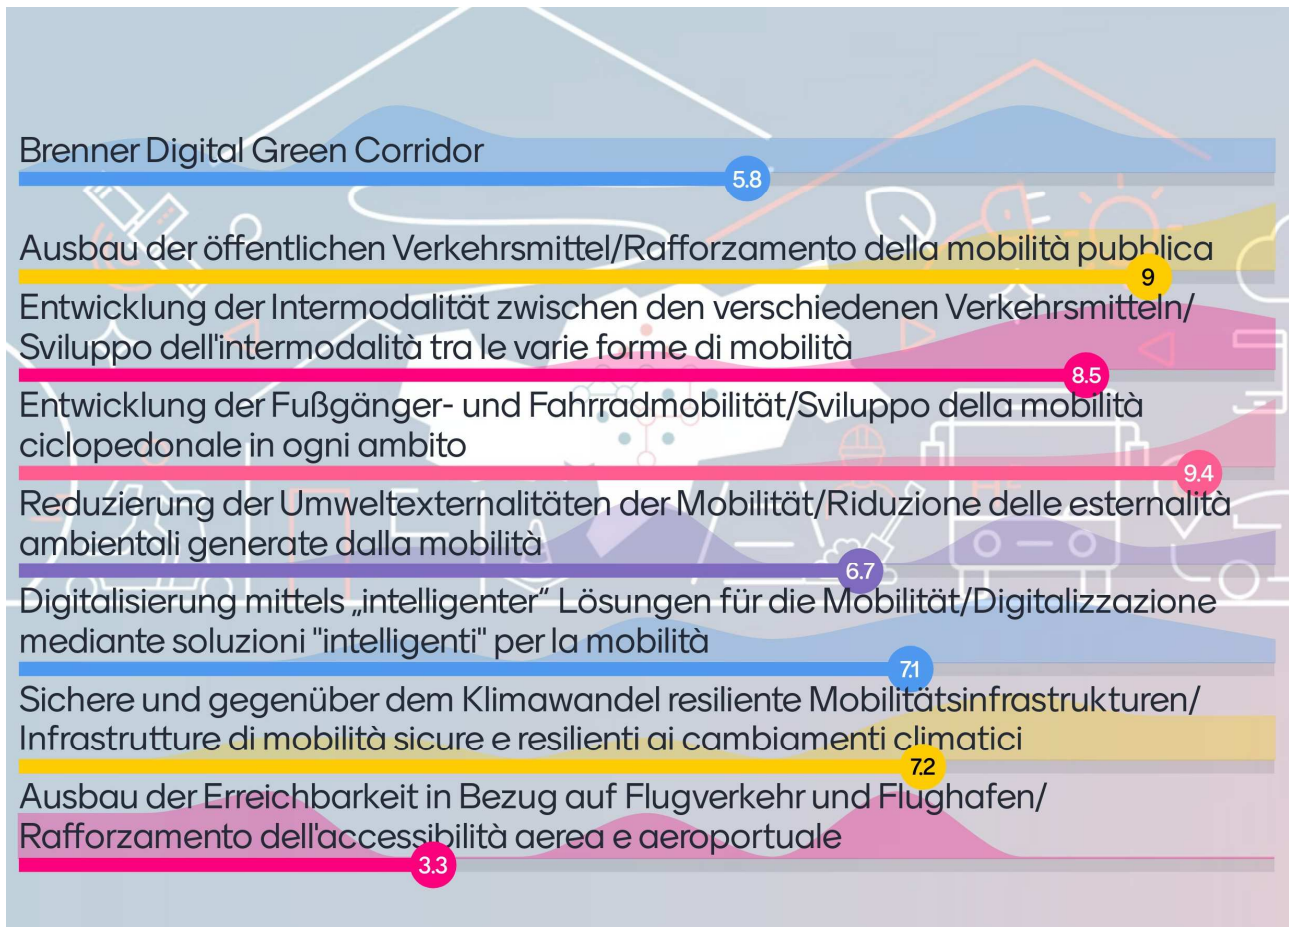 Brenner Digital Green Corridor
5.8
Ausbau der öffentlichen Verkehrsmittel/Rafforzamento della mobilità pubblica
9
Entwicklung der Intermodalität zwischen den verschiedenen Verkehrsmitteln/
Sviluppo dell'intermodalità tra le varie forme di mobilità
8.5
Entwicklung der Fußgänger- und Fahrradmobilität/Sviluppo della mobilità
ciclopedonale in ogni ambito
9.4
Reduzierung der Umweltexternalitäten der Mobilität/Riduzione delle esternalità
ambientali generate dalla mobilità
6.7
Digitalisierung mittels „intelligenter“ Lösungen für die Mobilität/Digitalizzazione
mediante soluzioni "intelligenti" per la mobilità
7.1
Sichere und gegenüber dem Klimawandel resiliente Mobilitätsinfrastrukturen/
Infrastrutture di mobilità sicure e resilienti ai cambiamenti climatici
7.2
Ausbau der Erreichbarkeit in Bezug auf Flugverkehr und Flughafen/
Rafforzamento dell'accessibilità aerea e aeroportuale
3.3